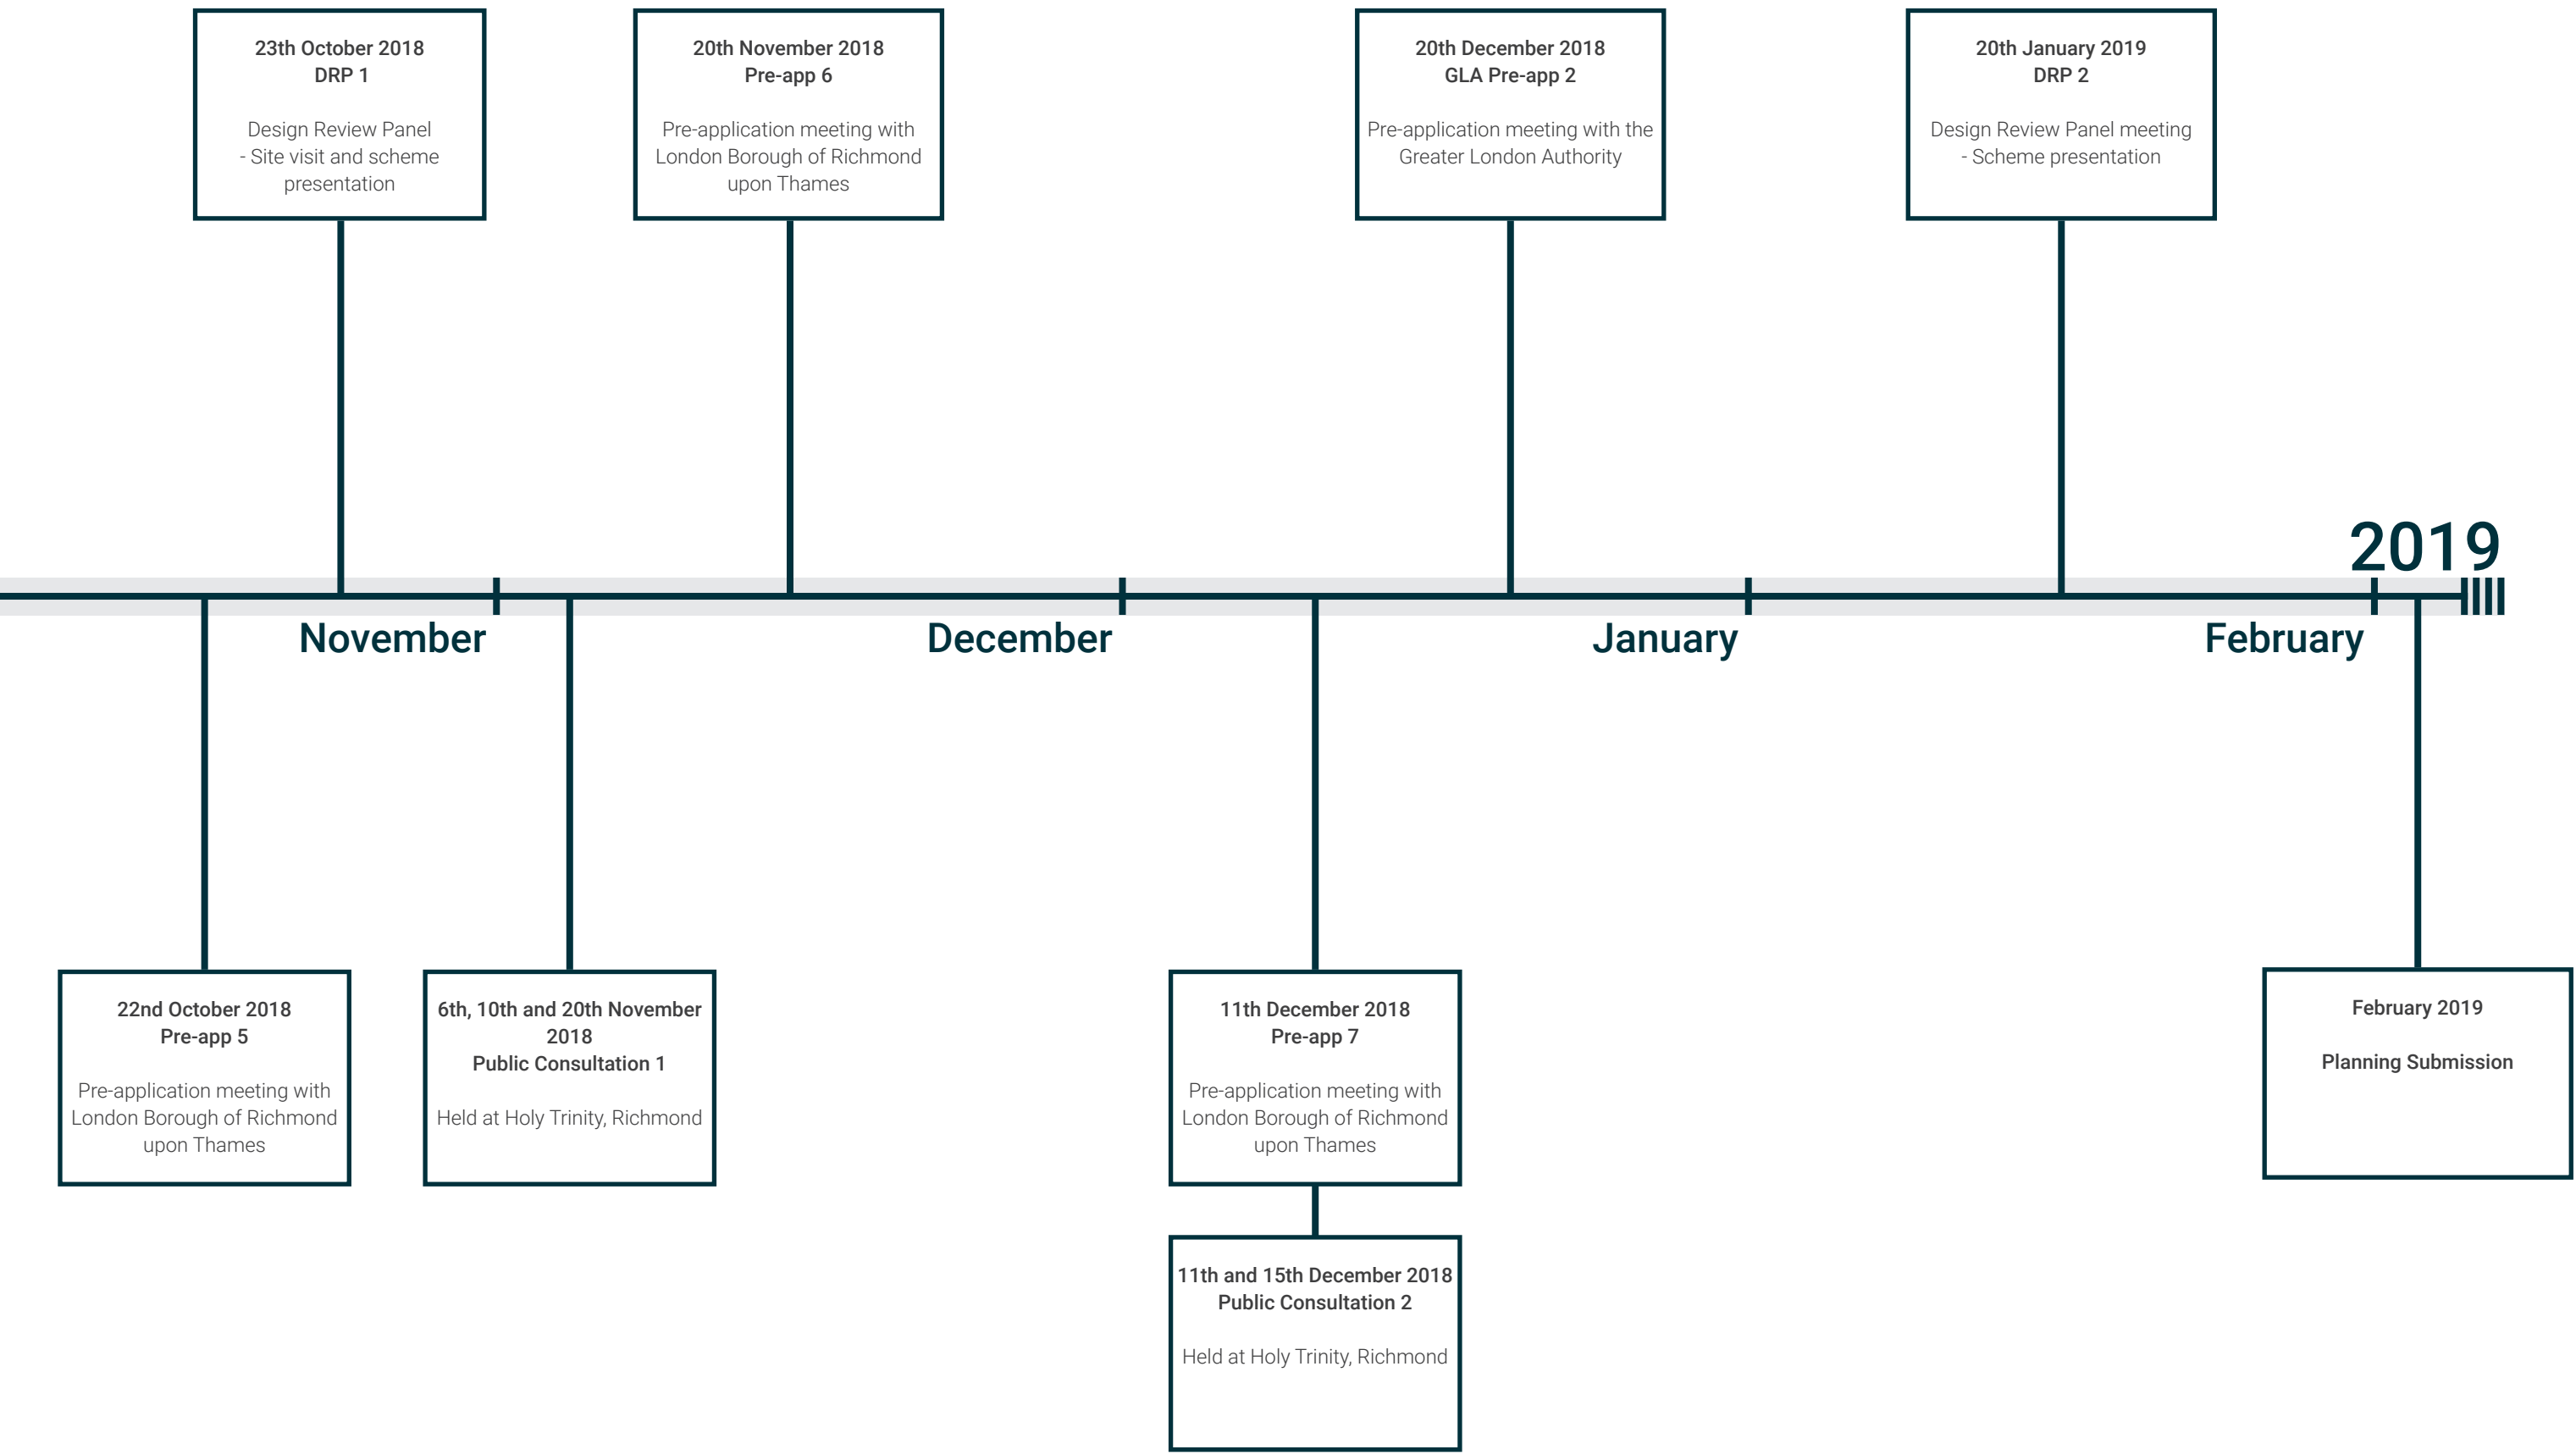 23th October 2018
DRP 1
Design Review Panel
- Site visit and scheme
presentation
20th November 2018
Pre-app 6
Pre-application meeting with
London Borough of Richmond
upon Thames
20th December 2018
GLA Pre-app 2
Pre-application meeting with the
Greater London Authority
20th January 2019
DRP 2
Design Review Panel meeting
- Scheme presentation
2019
November
December
January
February
22nd October 2018
Pre-app 5
Pre-application meeting with
London Borough of Richmond
upon Thames
6th, 10th and 20th November
2018
Public Consultation 1
Held at Holy Trinity, Richmond
11th December 2018
Pre-app 7
Pre-application meeting with
London Borough of Richmond
upon Thames
11th and 15th December 2018
Public Consultation 2
Held at Holy Trinity, Richmond
February 2019
Planning Submission